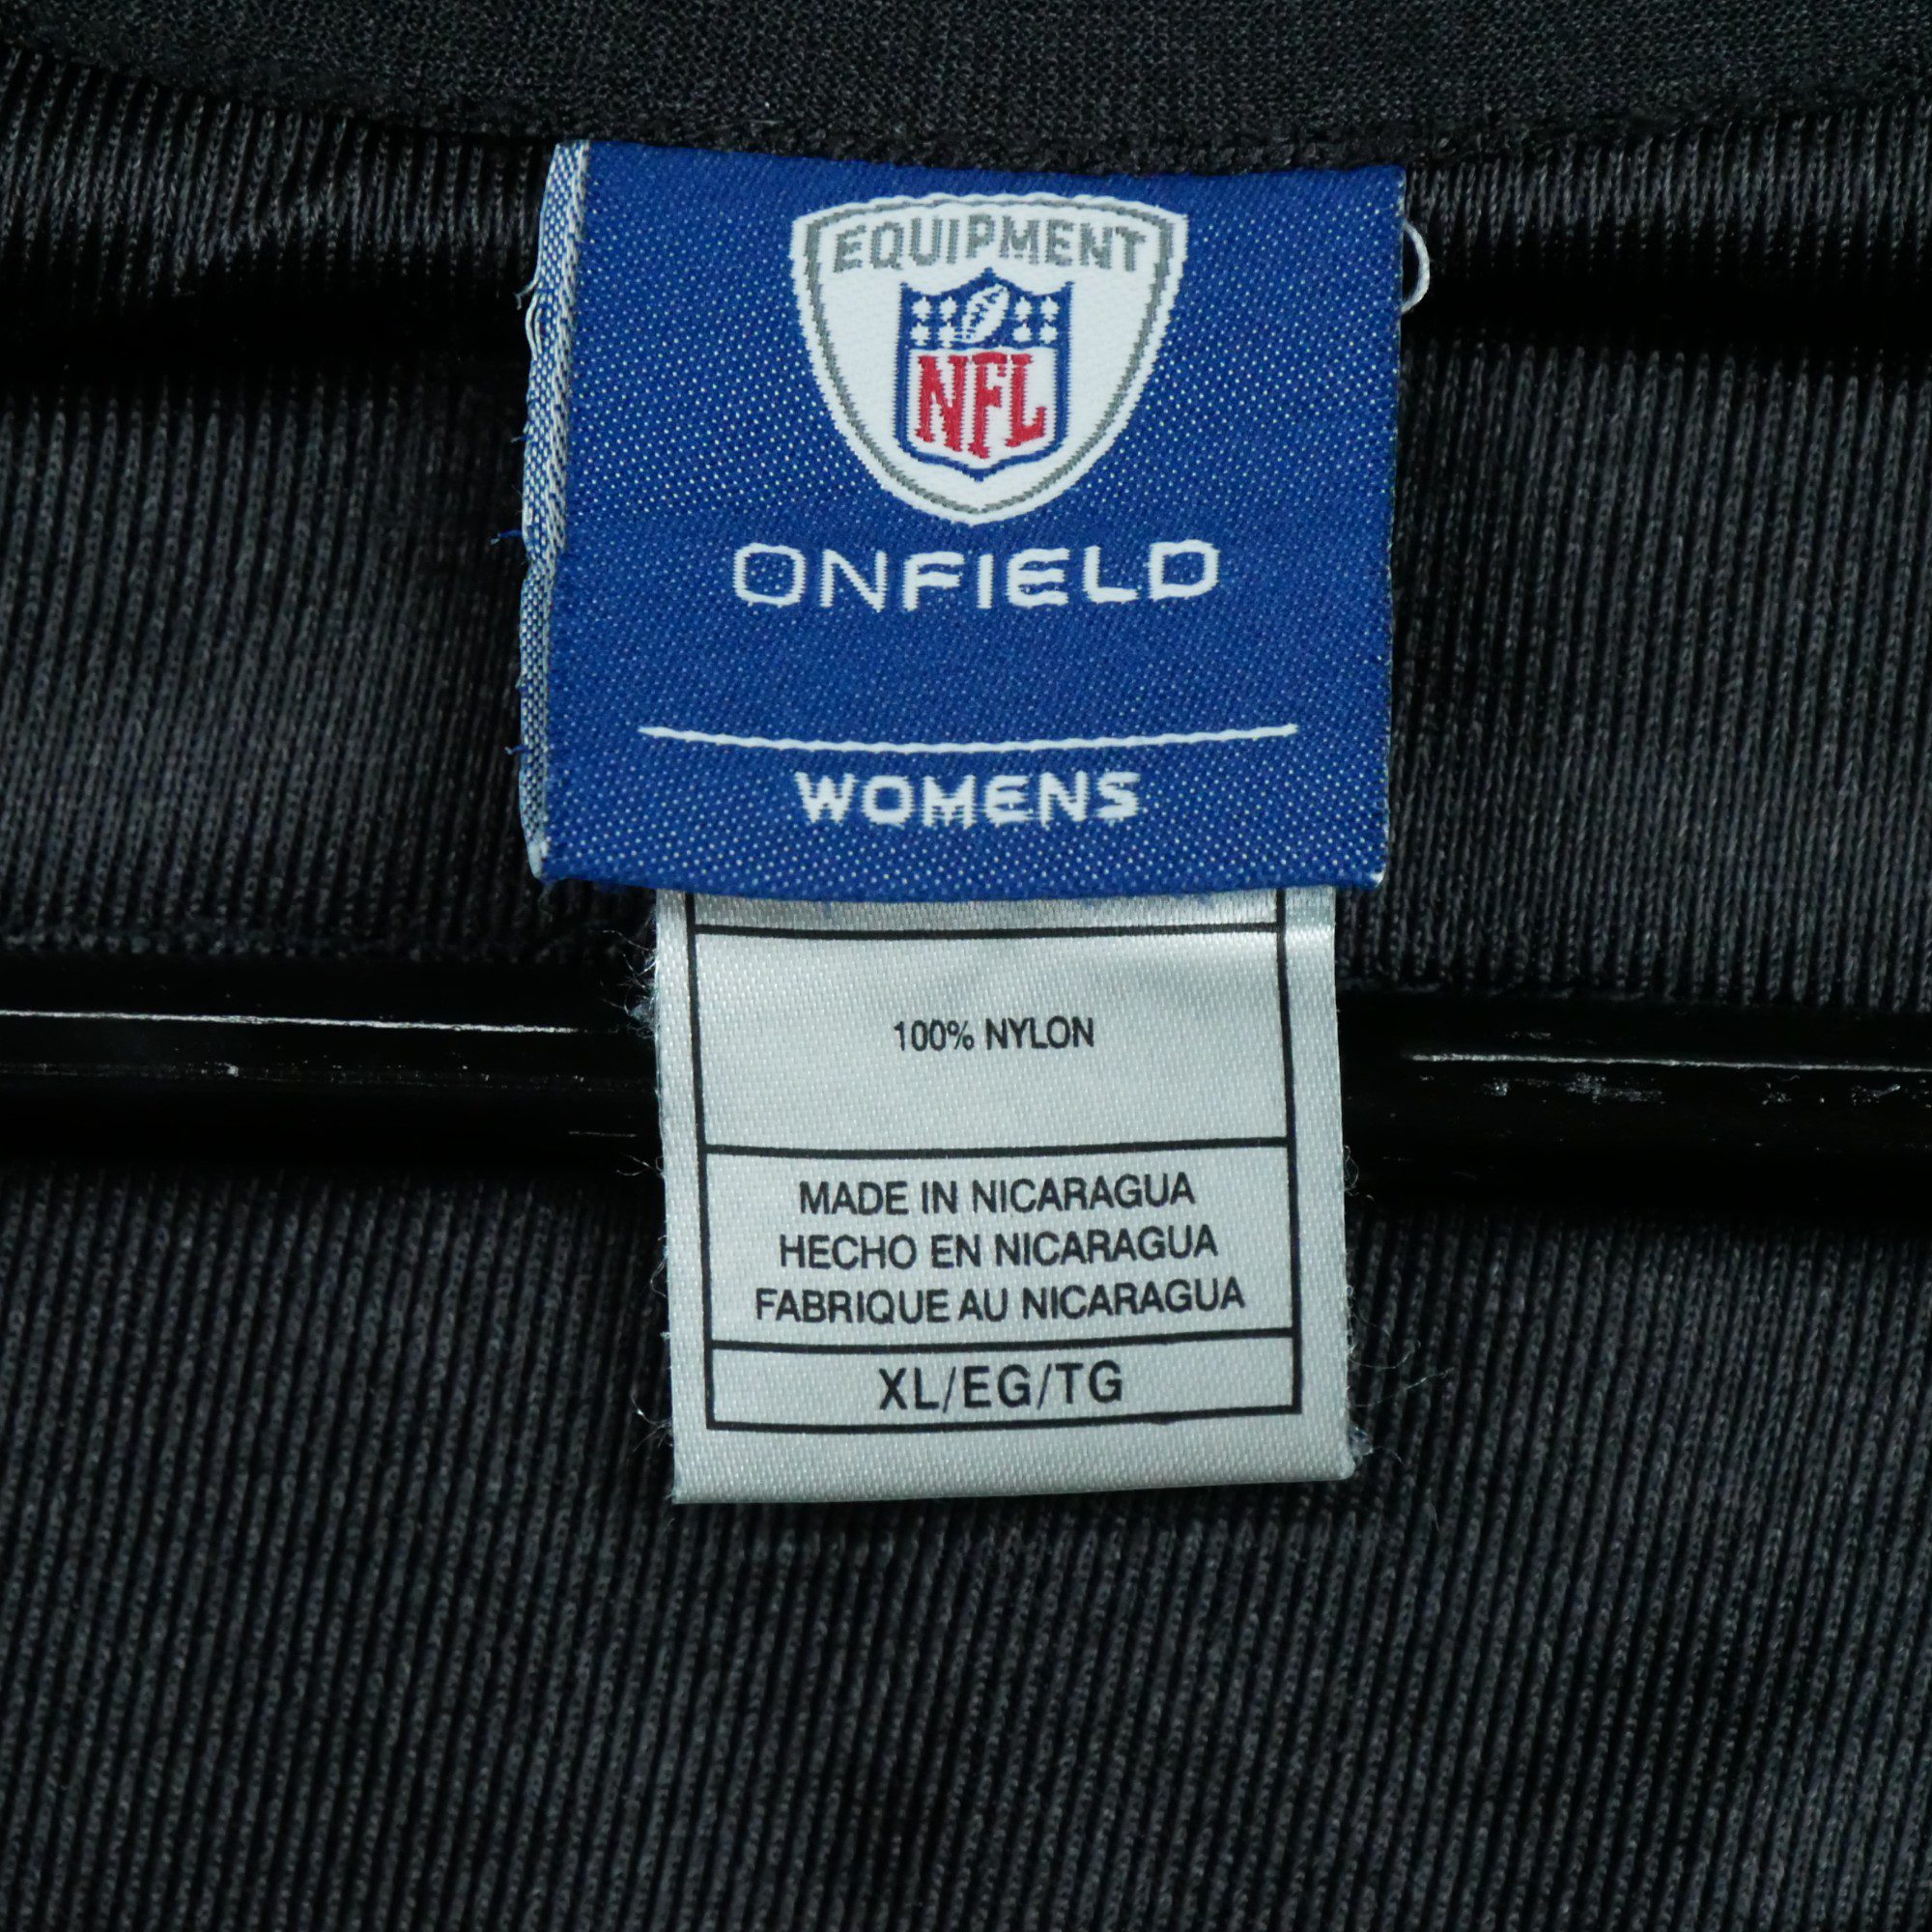 EQUIPMENT
NFL
ONFIELD
WOMENS
100% NYLON
MADE IN NICARAGUA
HECHO EN NICARAGUA
FABRIQUE AU NICARAGUA
XL/EG/TG